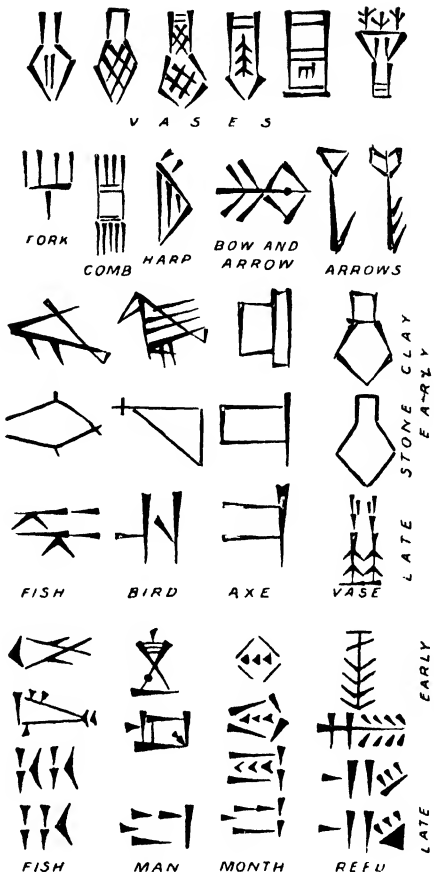 VASES
FORK
COMB
HARP
BOW AND
ARROW
ARROWS
EARLY
STONE CLAY
LATE
FISH BIRD AXE VASE
EARLY
LATE
FISH MAN MONTH REFU